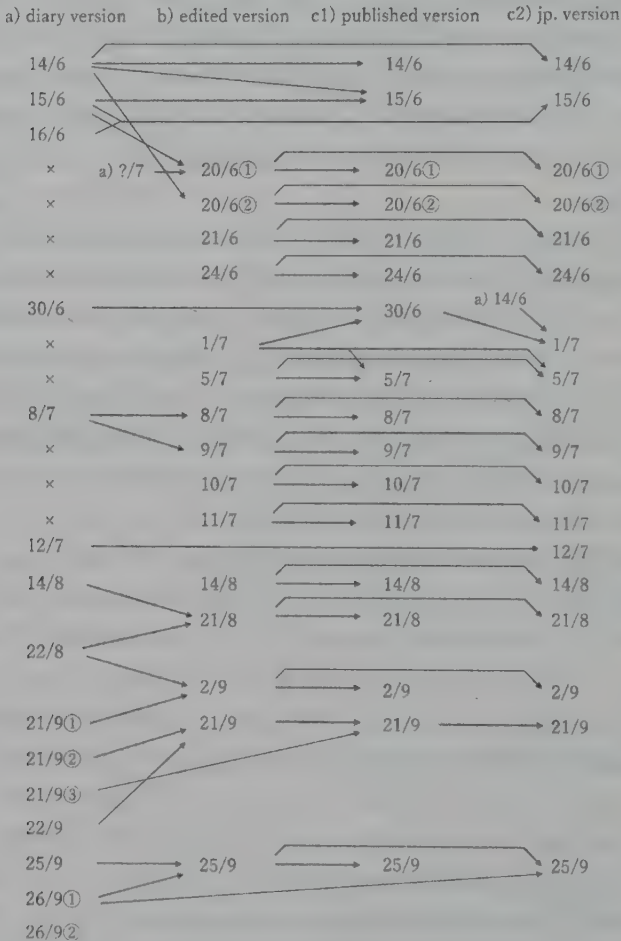 a) diary version b) edited version c1) published version c2) jp. version
14/6 14/6 14/6
15/6 15/6 15/6
16/6
× a) ?/7 20/6① 20/6① 20/6①
× 20/6② 20/6② 20/6②
× 21/6 21/6 21/6
× 24/6 24/6 24/6
30/6 30/6 a) 14/6
× 1/7 1/7
× 5/7 5/7 5/7
8/7 8/7 8/7 8/7
× 9/7 9/7 9/7
× 10/7 10/7 10/7
× 11/7 11/7 11/7
12/7 12/7
14/8 14/8 14/8 14/8
21/8 21/8 21/8
22/8
2/9 2/9 2/9
21/9① 21/9 21/9 21/9
21/9②
21/9③
22/9
25/9 25/9 25/9 25/9
26/9①
26/9②